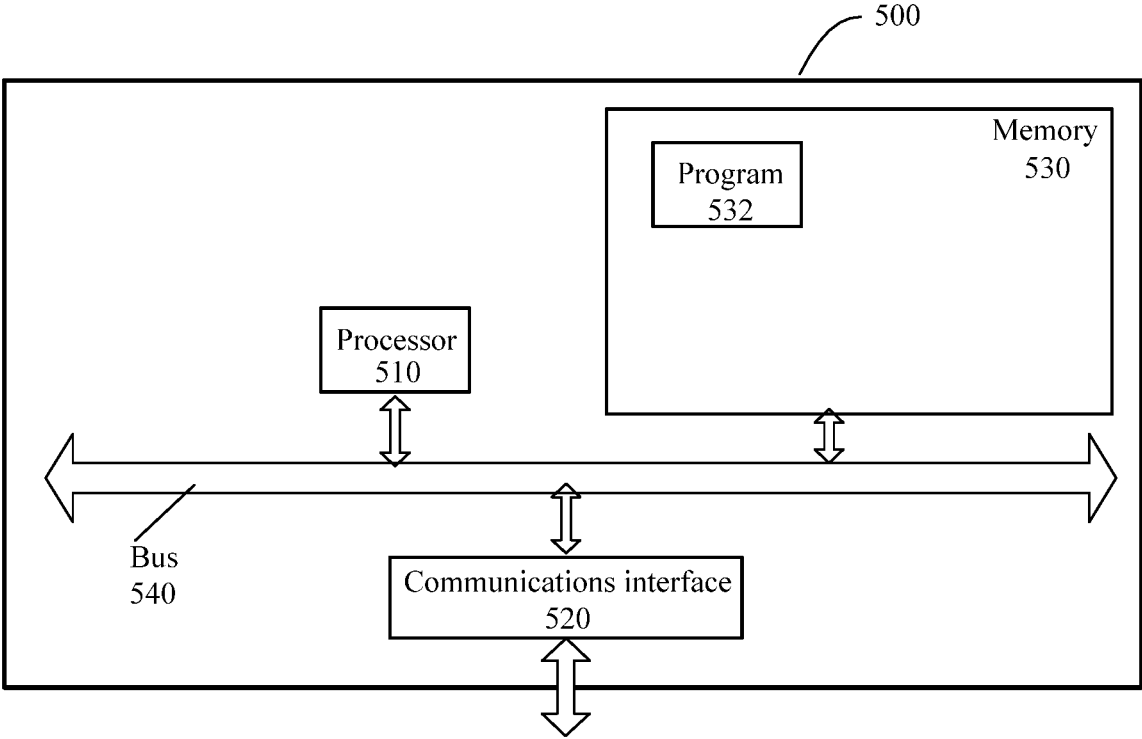 500
Memory
530
Program
532
Processor
510
Bus
540
Communications interface
520